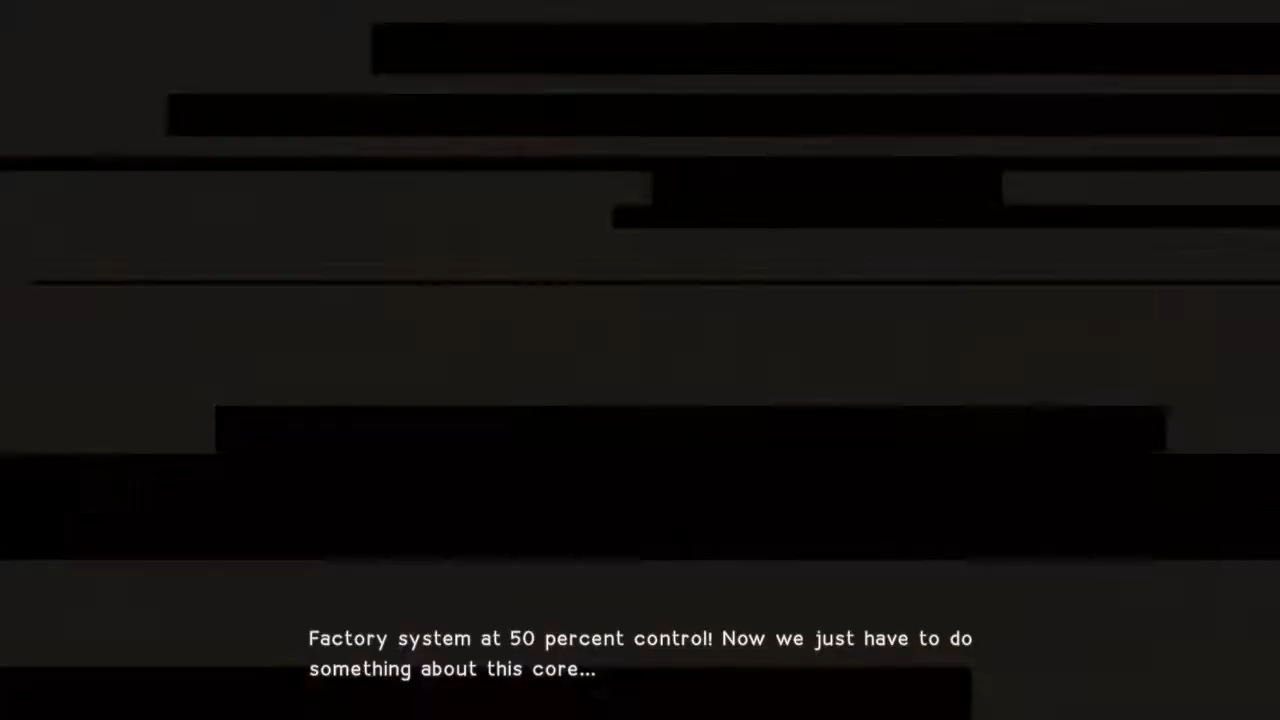 Factory system at 50 percent control! Now we just have to do
something about this core...